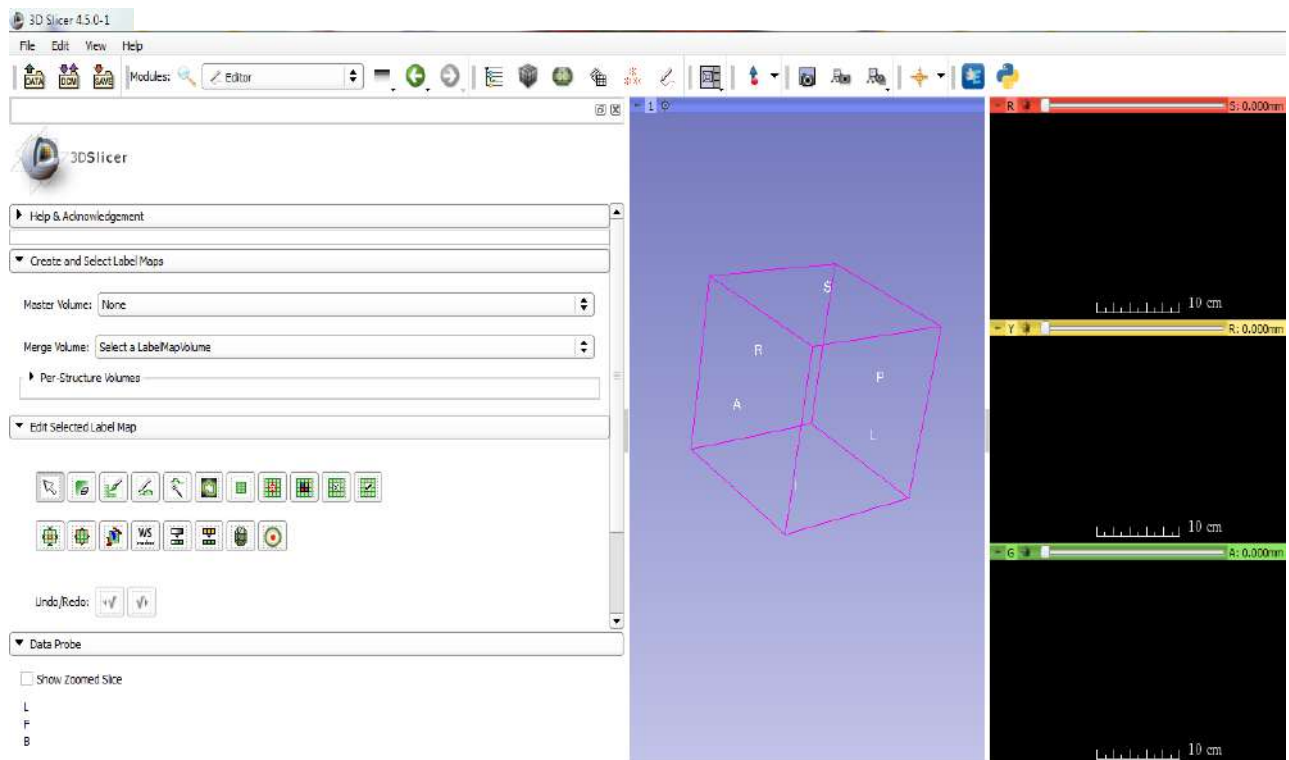 3D Slicer 4.5.0-1
File Edit View Help
DATA DCM SAVE Modules: Editor
1
R S: 0.000mm
3DSlicer
Help & Acknowledgement
Create and Select Label Maps
Master Volume: None
Merge Volume: Select a LabelMapVolume
Per-Structure Volumes
Edit Selected Label Map
WS
Undo/Redo:
Data Probe
Show Zoomed Slice
L
F
B
S
R
P
A
L
I
10 cm
Y R: 0.000mm
10 cm
G A: 0.000mm
10 cm